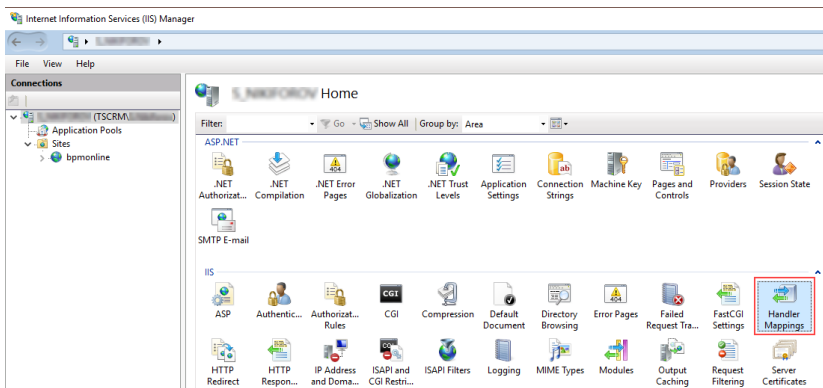 Internet Information Services (IIS) Manager
File View Help
Connections
Home
(TSCRM\
)
Application Pools
Sites
bpmonline
Filter: Go Show All Group by: Area
ASP.NET
.NET Authorizat...
.NET Compilation
.NET Error Pages
.NET Globalization
.NET Trust Levels
Application Settings
Connection Strings
Machine Key
Pages and Controls
Providers
Session State
SMTP E-mail
IIS
ASP
Authentic...
Authorizat... Rules
CGI
CGI
Compression
Default Document
Directory Browsing
Error Pages
Failed Request Tra...
FastCGI Settings
Handler Mappings
HTTP Redirect
HTTP Respon...
IP Address and Doma...
ISAPI and CGI Restri...
ISAPI Filters
Logging
MIME Types
Modules
Output Caching
Request Filtering
Server Certificates